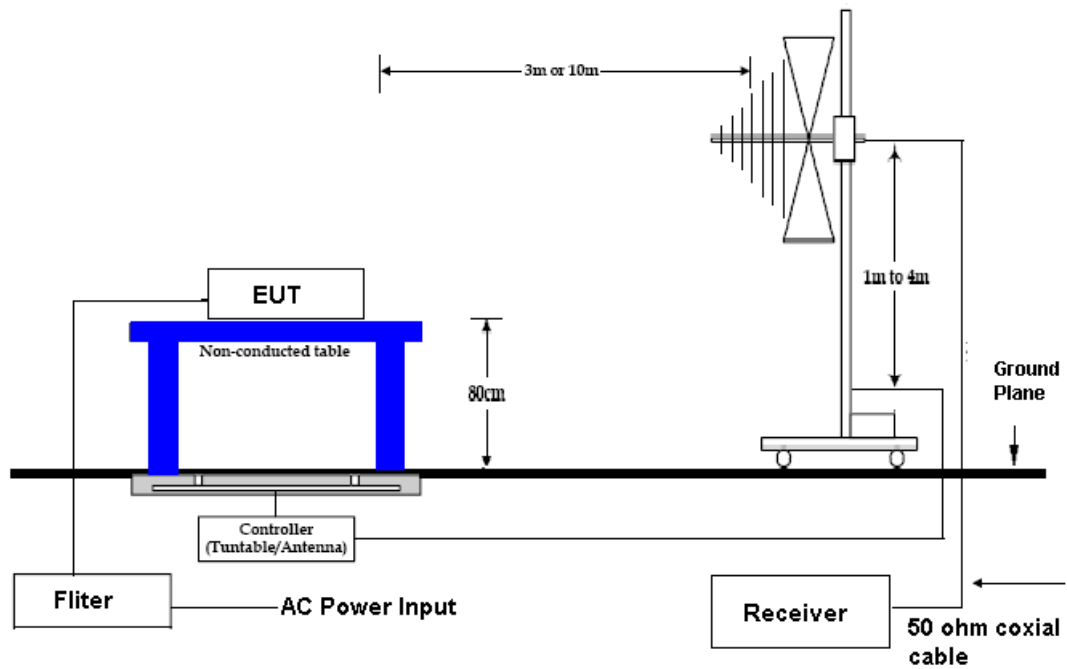 3m or 10m
1m to 4m
EUT
Non-conducted table
80cm
Ground
Plane
Controller
(Tuntable/Antenna)
Fliter
AC Power Input
Receiver
50 ohm coxial
cable